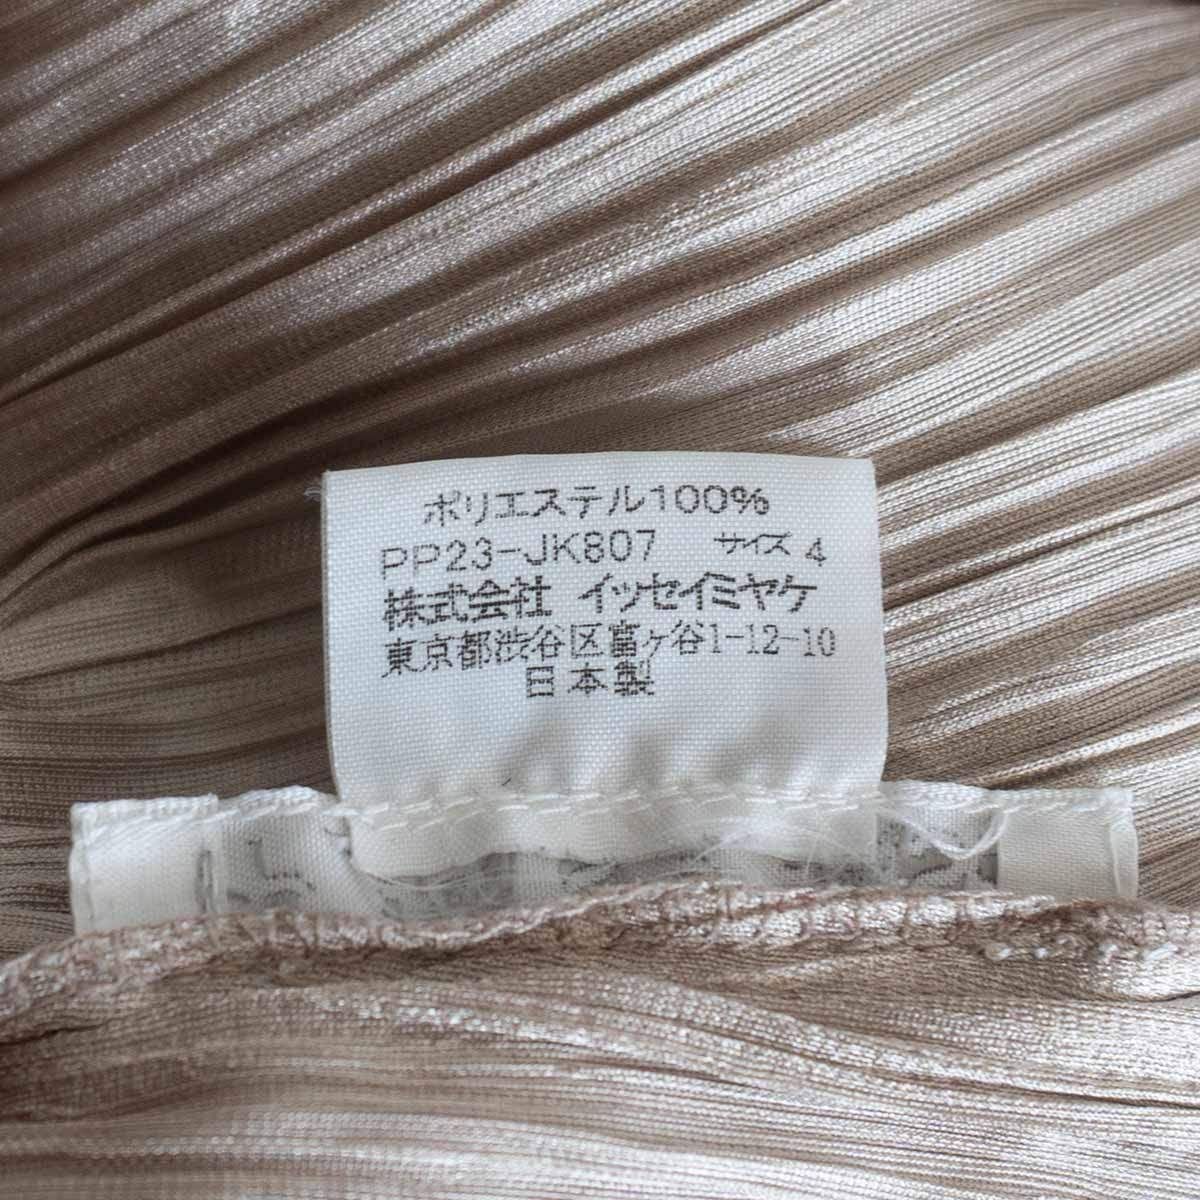 ポリエステル100%
PP23-JK807 サイズ 4
株式会社 イッセイミヤケ
東京都渋谷区富ヶ谷1-12-10
日本製